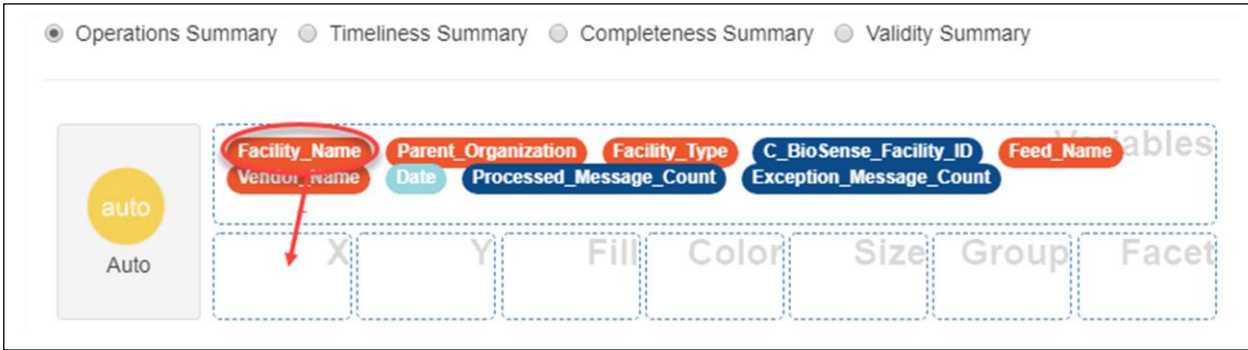 Operations Summary Timeliness Summary Completeness Summary Validity Summary
Variables
Facility_Name Parent_Organization Facility_Type C_BioSense_Facility_ID Feed_Name
Vendor_Name Date Processed_Message_Count Exception_Message_Count
auto
Auto
X Y Fill Color Size Group Facet